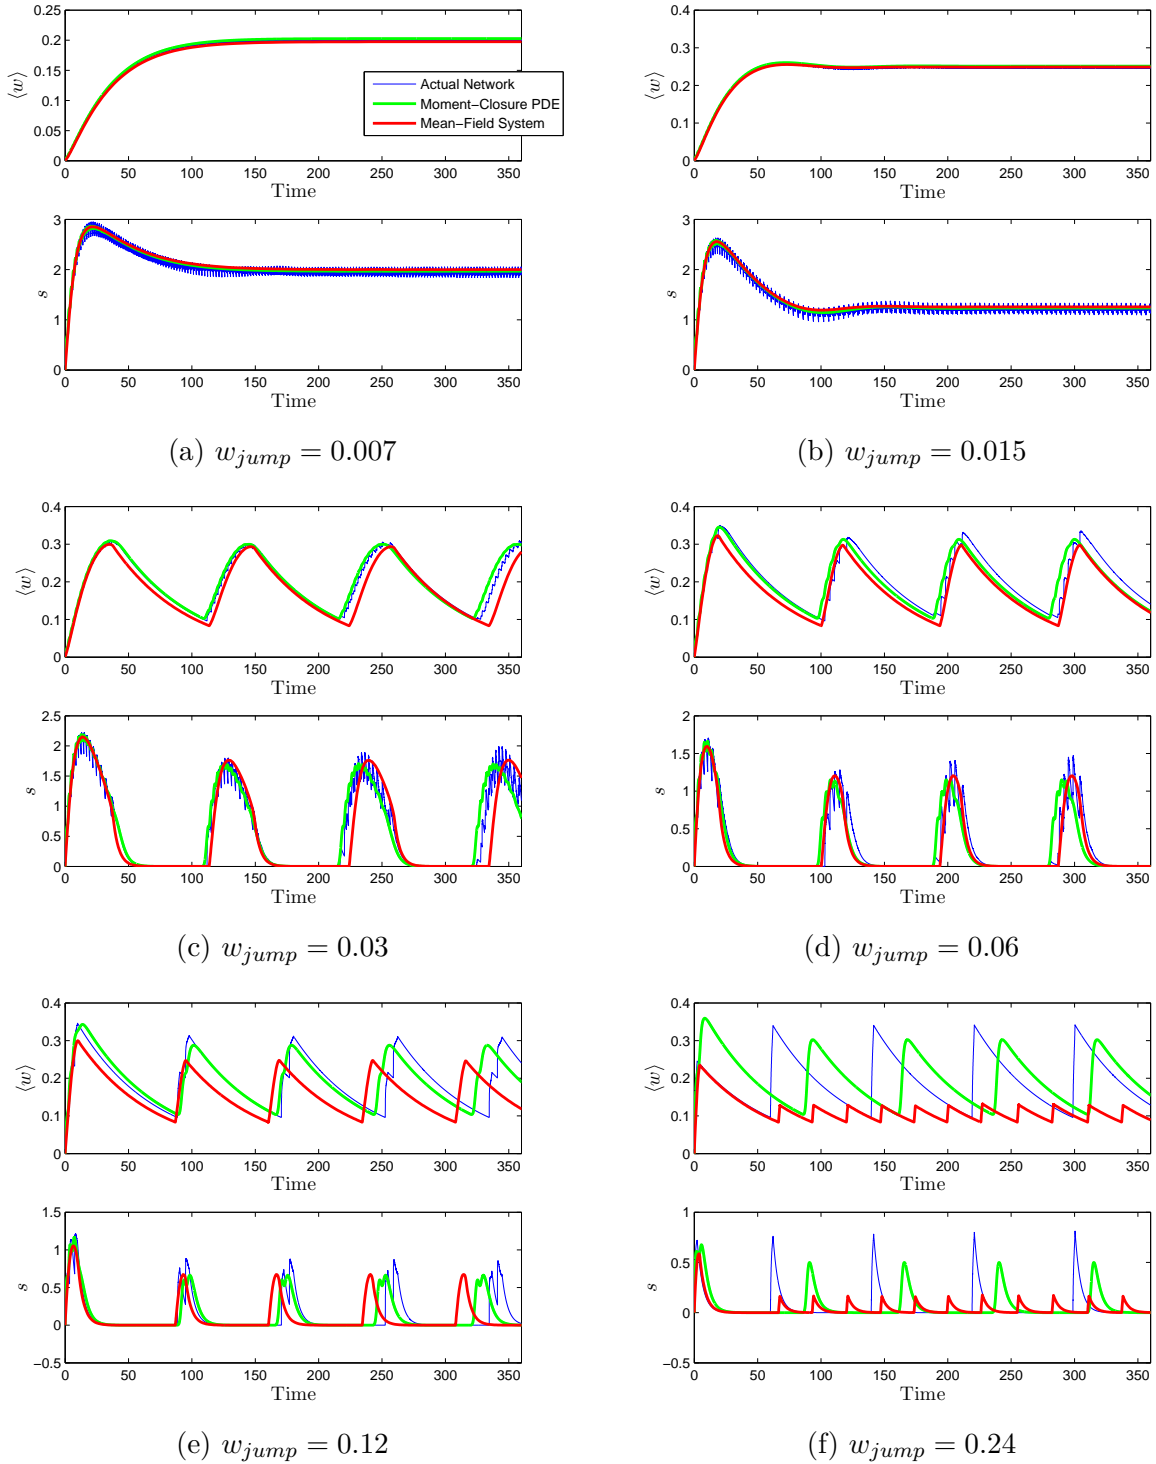 0.25
0.2
0.15
0.1
0.05
0
⟨w⟩
0 50 100 150 200 250 300 350
Time
Actual Network
Moment−Closure PDE
Mean−Field System
3
2
1
0
s
0 50 100 150 200 250 300 350
Time
(a) w_jump = 0.007
0.4
0.3
0.2
0.1
0
⟨w⟩
0 50 100 150 200 250 300 350
Time
3
2
1
0
s
0 50 100 150 200 250 300 350
Time
(b) w_jump = 0.015
0.4
0.3
0.2
0.1
0
⟨w⟩
0 50 100 150 200 250 300 350
Time
2.5
2
1.5
1
0.5
0
s
0 50 100 150 200 250 300 350
Time
(c) w_jump = 0.03
0.4
0.3
0.2
0.1
0
⟨w⟩
0 50 100 150 200 250 300 350
Time
2
1.5
1
0.5
0
s
0 50 100 150 200 250 300 350
Time
(d) w_jump = 0.06
0.4
0.3
0.2
0.1
0
⟨w⟩
0 50 100 150 200 250 300 350
Time
1.5
1
0.5
0
−0.5
s
0 50 100 150 200 250 300 350
Time
(e) w_jump = 0.12
0.4
0.3
0.2
0.1
0
⟨w⟩
0 50 100 150 200 250 300 350
Time
1
0.5
0
−0.5
s
0 50 100 150 200 250 300 350
Time
(f) w_jump = 0.24